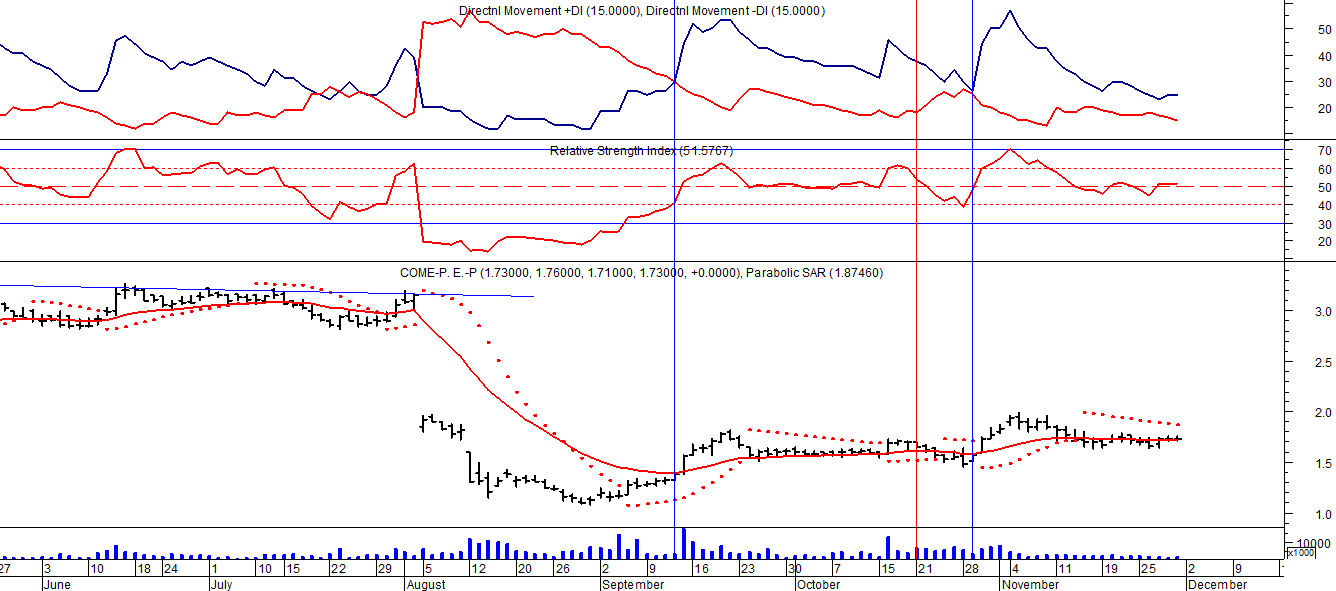 Directnl Movement +DI (15.0000), Directnl Movement -DI (15.0000)
50
40
30
20
Relative Strength Index (51.5767)
70
60
50
40
30
20
COME-P. E.-P (1.73000, 1.76000, 1.71000, 1.73000, +0.0000), Parabolic SAR (1.87460)
3.0
2.5
2.0
1.5
1.0
10000
x1000
27 3 10 18 24 1 10 15 22 29 5 12 20 26 2 9 16 23 30 7 15 21 28 4 11 19 25 2 9
June July August September October November December